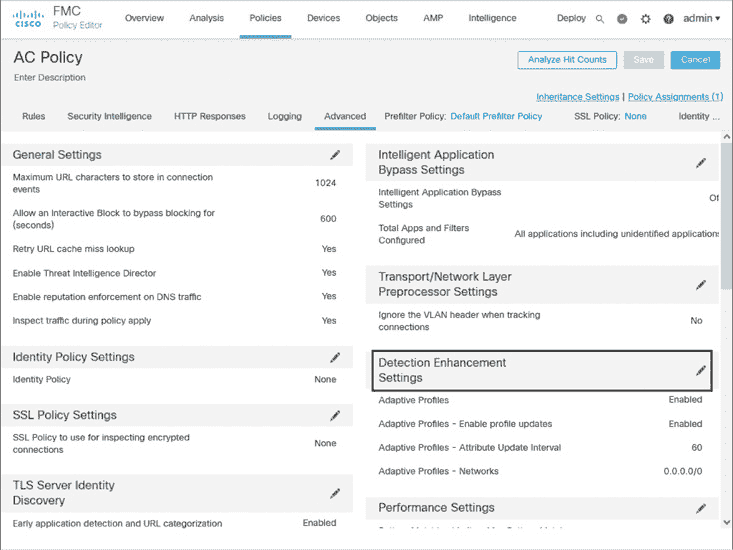 CISCO
FMC
Policy Editor
Overview
Analysis
Policies
Devices
Objects
AMP
Intelligence
Deploy
admin
AC Policy
Enter Description
Analyze Hit Counts
Save
Cancel
Inheritance Settings | Policy Assignments (1)
Rules
Security Intelligence
HTTP Responses
Logging
Advanced
Prefilter Policy: Default Prefilter Policy
SSL Policy: None
Identity ...
General Settings
Maximum URL characters to store in connection
events
1024
Allow an Interactive Block to bypass blocking for
(seconds)
600
Retry URL cache miss lookup
Yes
Enable Threat Intelligence Director
Yes
Enable reputation enforcement on DNS traffic
Yes
Inspect traffic during policy apply
Yes
Identity Policy Settings
Identity Policy
None
SSL Policy Settings
SSL Policy to use for inspecting encrypted
connections
None
TLS Server Identity
Discovery
Early application detection and URL categorization
Enabled
Intelligent Application
Bypass Settings
Intelligent Application Bypass
Settings
Total Apps and Filters
Configured
All applications including unidentified applications
Transport/Network Layer
Preprocessor Settings
Ignore the VLAN header when tracking
connections
No
Detection Enhancement
Settings
Adaptive Profiles
Enabled
Adaptive Profiles - Enable profile updates
Enabled
Adaptive Profiles - Attribute Update Interval
60
Adaptive Profiles - Networks
0.0.0.0/0
Performance Settings